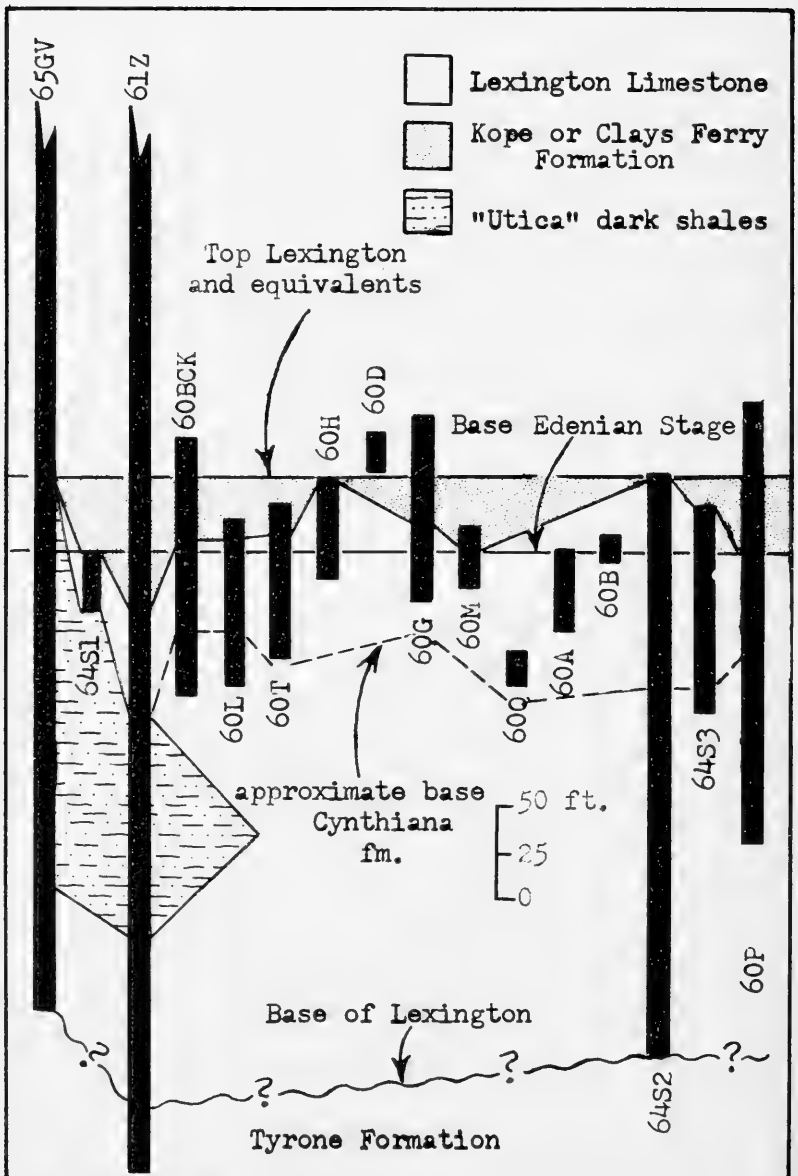 65GV
61Z
Lexington Limestone
Kope or Clays Ferry
Formation
"Utica" dark shales
Top Lexington
and equivalents
60BCK
60H
60D
Base Edenian Stage
64S1
60L
60T
60G
60M
60O
60A
60B
64S3
approximate base
Cynthiana
fm.
50 ft.
25
0
60P
Base of Lexington
?
?
?
?
64S2
Tyrone Formation